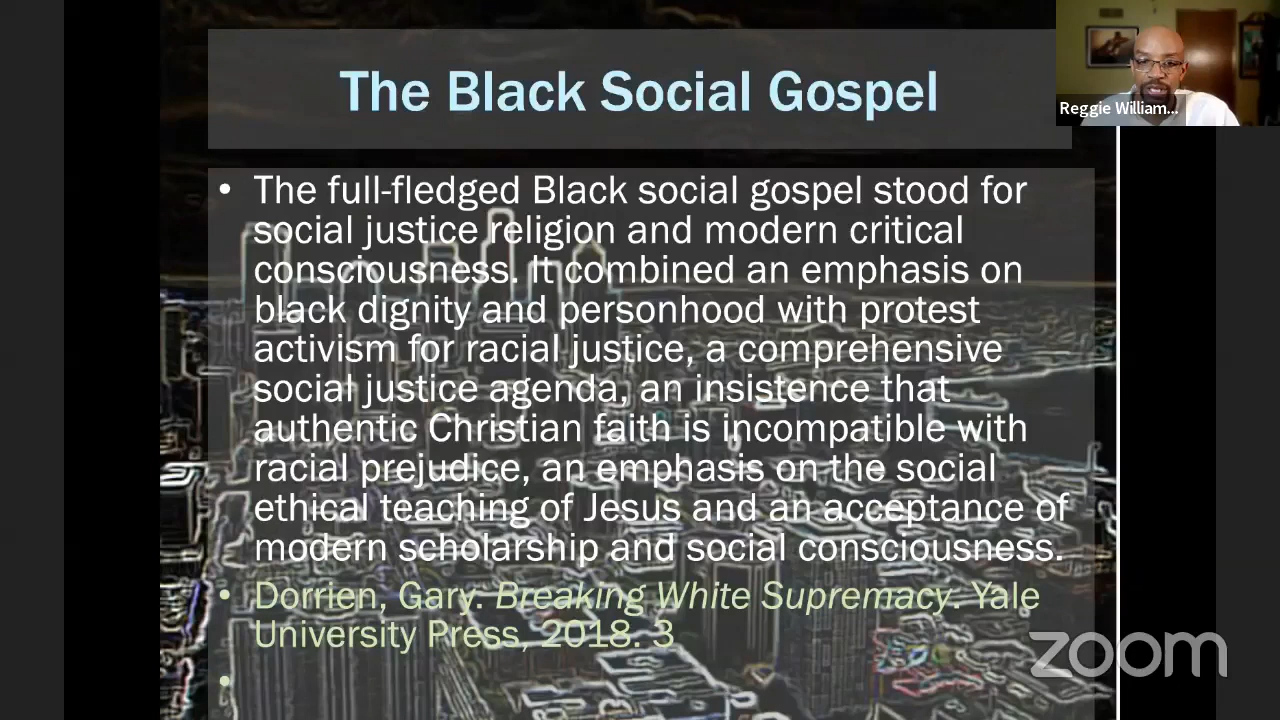 The Black Social Gospel
Reggie William...
• The full-fledged Black social gospel stood for
social justice religion and modern critical
consciousness. It combined an emphasis on
black dignity and personhood with protest
activism for racial justice, a comprehensive
social justice agenda, an insistence that
authentic Christian faith is incompatible with
racial prejudice, an emphasis on the social
ethical teaching of Jesus and an acceptance of
modern scholarship and social consciousness.
• Dorrien, Gary. Breaking White Supremacy. Yale
University Press, 2018. 3
•
zoom